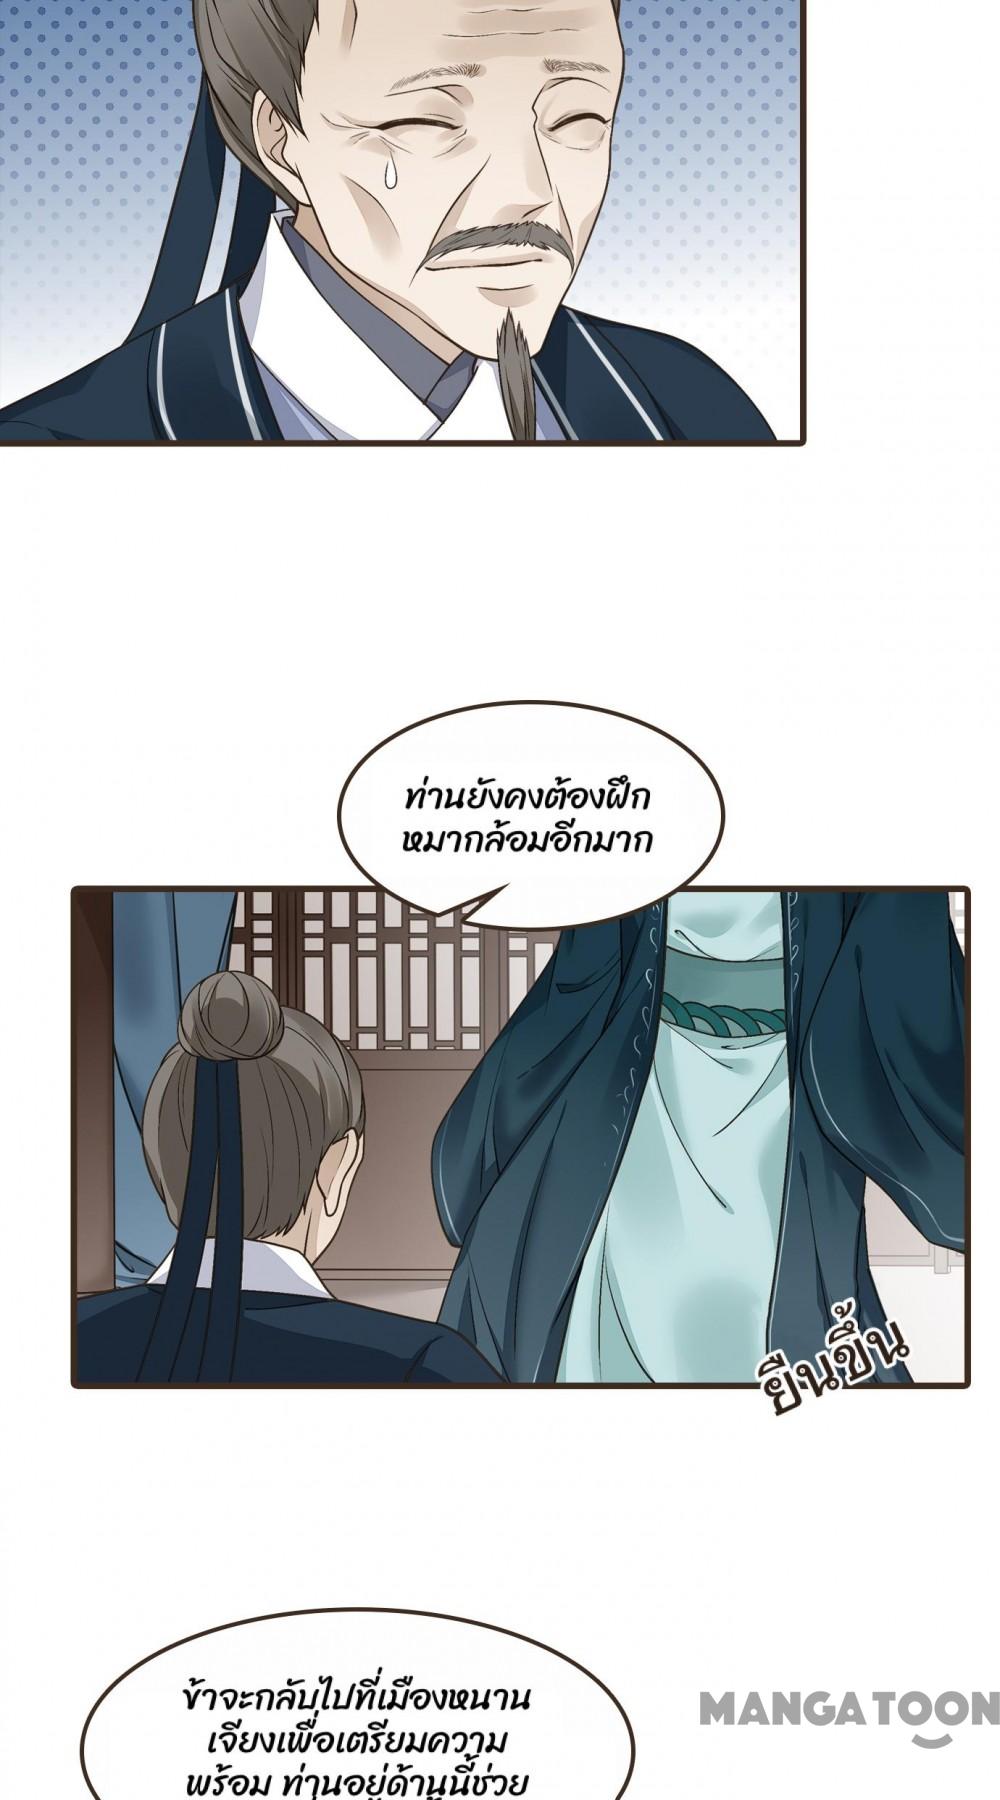 ท่านยังคงต้องฝึก
หมากล้อมอีกมาก
ยืนขึ้น
ข้าจะกลับไปที่เมืองหนาน
เจียงเพื่อเตรียมความ
พร้อม ท่านอยู่ด้านนี้ช่วย
MANGATOON